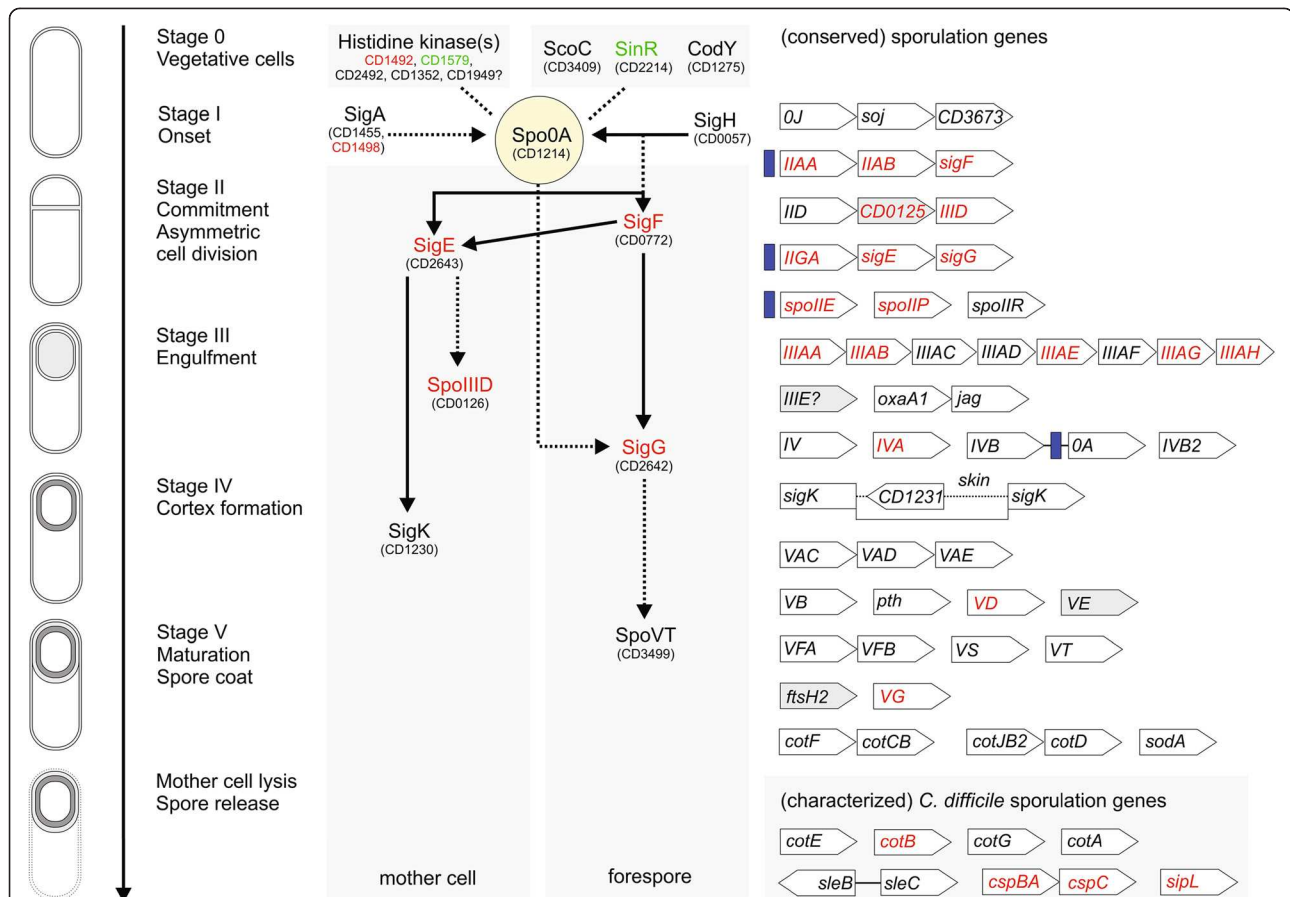 Stage 0
Vegetative cells
Stage I
Onset
Stage II
Commitment
Asymmetric
cell division
Stage III
Engulfment
Stage IV
Cortex formation
Stage V
Maturation
Spore coat
Mother cell lysis
Spore release
Histidine kinase(s)
CD1492, CD1579,
CD2492, CD1352, CD1949?
ScoC
(CD3409)
SinR
(CD2214)
CodY
(CD1275)
SigA
(CD1455,
CD1498)
Spo0A
(CD1214)
SigH
(CD0057)
SigF
(CD0772)
SigE
(CD2643)
SpoIIID
(CD0126)
SigG
(CD2642)
SigK
(CD1230)
SpoVT
(CD3499)
mother cell
forespore
(conserved) sporulation genes
0J soj CD3673
IIAA IIAB sigF
IID CD0125 IIID
IIGA sigE sigG
spoIIE spoIIP spoIIR
IIIAA IIIAB IIIAC IIIAD IIIAE IIIAF IIIAG IIIAH
IIIE? oxaA1 jag
IV IVA IVB 0A IVB2
sigK CD1231 skin sigK
VAC VAD VAE
VB pth VD VE
VFA VFB VS VT
ftsH2 VG
cotF cotCB cotJB2 cotD sodA
(characterized) C. difficile sporulation genes
cotE cotB cotG cotA
sleB sleC cspBA cspC sipL